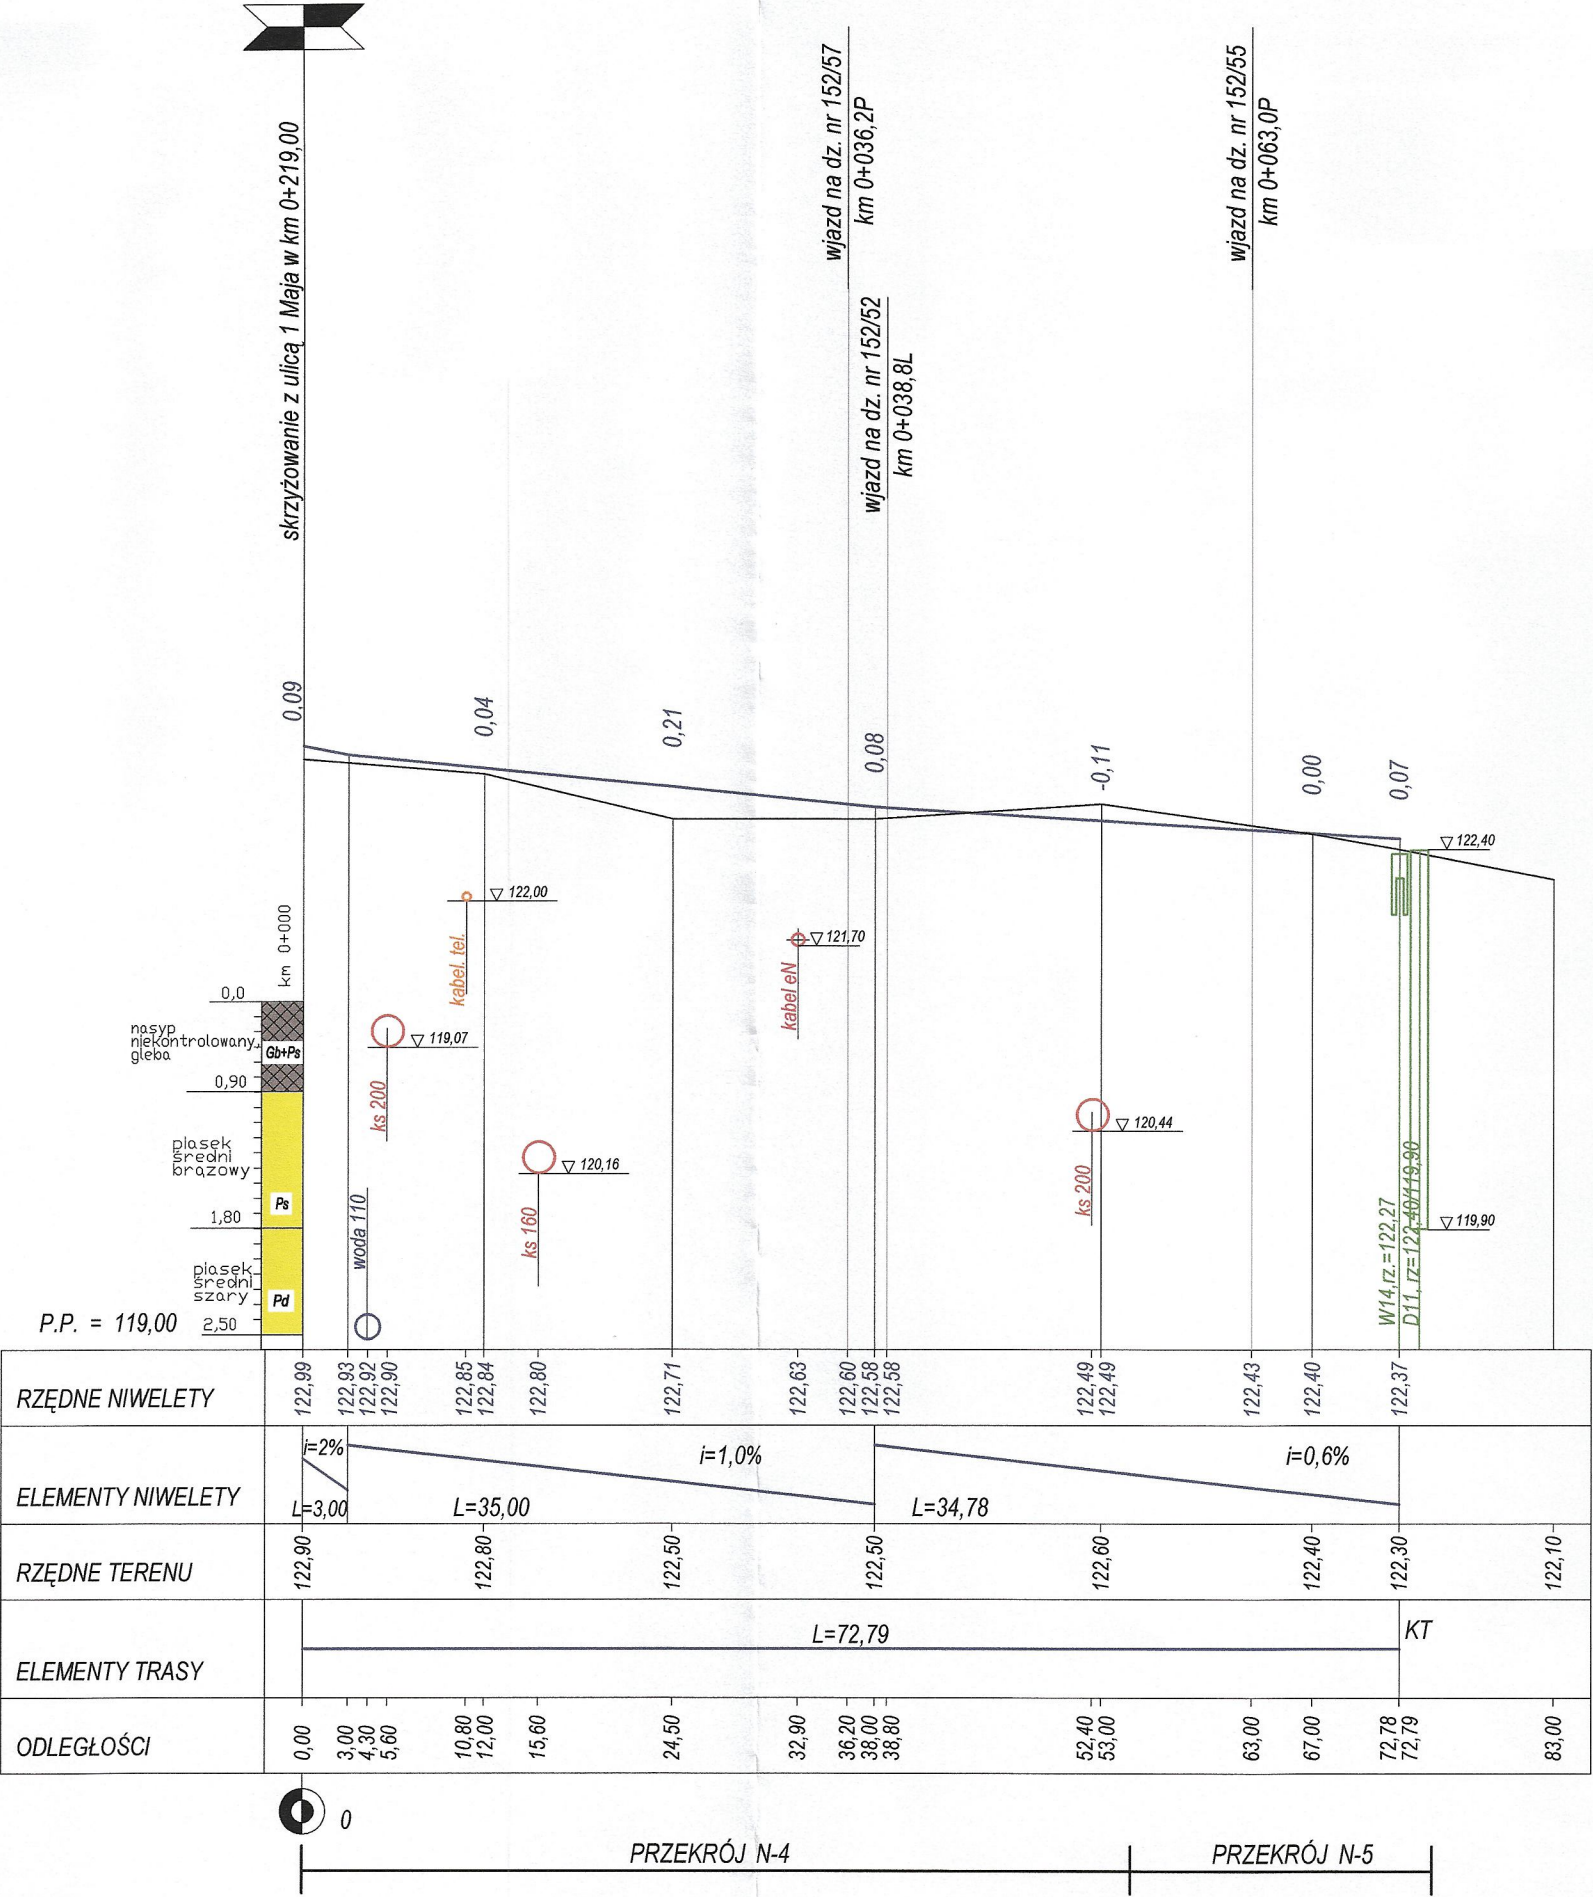 skrzyżowanie z ulicą 1 Maja w km 0+219,00
wjazd na dz. nr 152/57
km 0+036,2P
wjazd na dz. nr 152/52
km 0+038,8L
wjazd na dz. nr 152/55
km 0+063,0P
0,09
0,04
0,21
0,08
-0,11
0,00
0,07
122,40
122,00
kabel. tel.
121,70
kabel eN
km 0+000
0,0
nasyp
niekontrolowany,
gleba
Gb+Ps
0,90
119,07
ks 200
piasek
średni
brązowy
Ps
1,80
120,16
ks 160
120,44
ks 200
woda 110
piasek
średni
szary
Pd
2,50
W14,rz.=122,27
D11, rz=122,40/119,90
119,90
P.P. = 119,00
RZĘDNE NIWELETY
122,99
122,93
122,92
122,90
122,85
122,84
122,80
122,71
122,63
122,60
122,58
122,58
122,49
122,49
122,43
122,40
122,37
ELEMENTY NIWELETY
i=2%
L=3,00
i=1,0%
L=35,00
i=0,6%
L=34,78
RZĘDNE TERENU
122,90
122,80
122,50
122,50
122,60
122,40
122,30
122,10
ELEMENTY TRASY
L=72,79
KT
ODLEGŁOŚCI
0,00
3,00
4,30
5,60
10,80
12,00
15,60
24,50
32,90
36,20
38,00
38,80
52,40
53,00
63,00
67,00
72,78
72,79
83,00
0
PRZEKRÓJ N-4
PRZEKRÓJ N-5